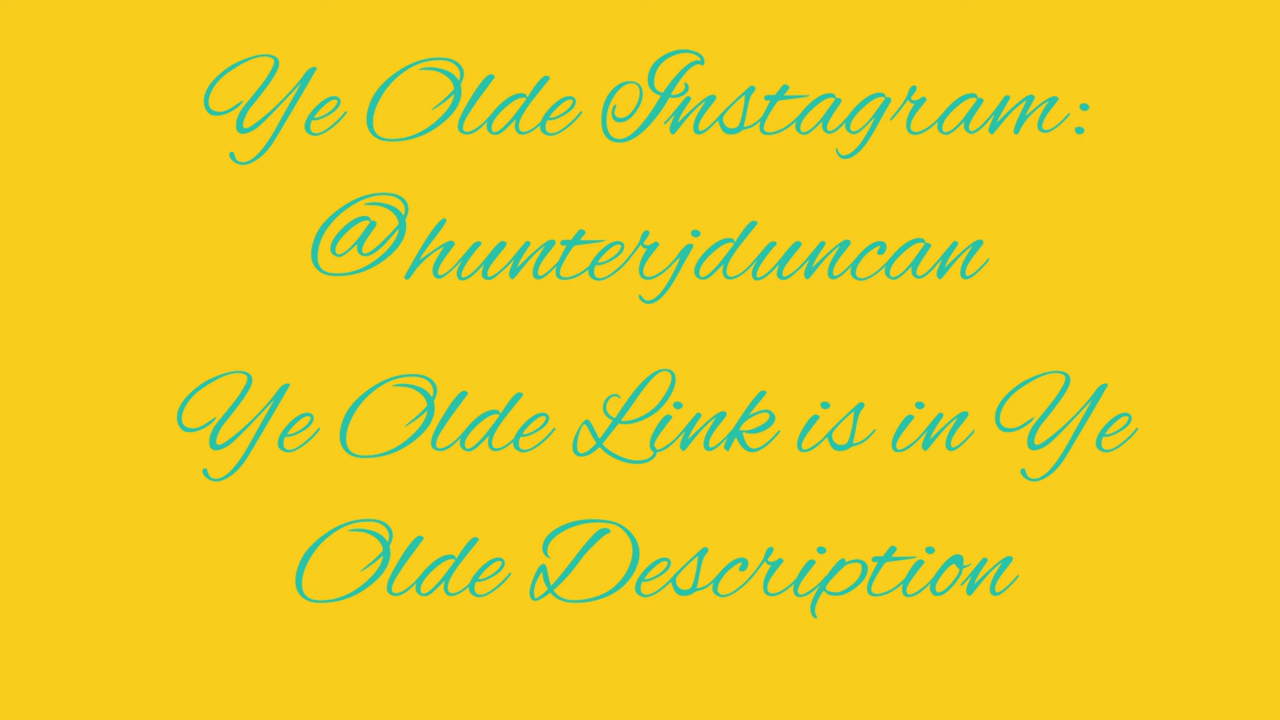 Ye Olde Instagram:
@hunterjduncan
Ye Olde Link is in Ye
Olde Description